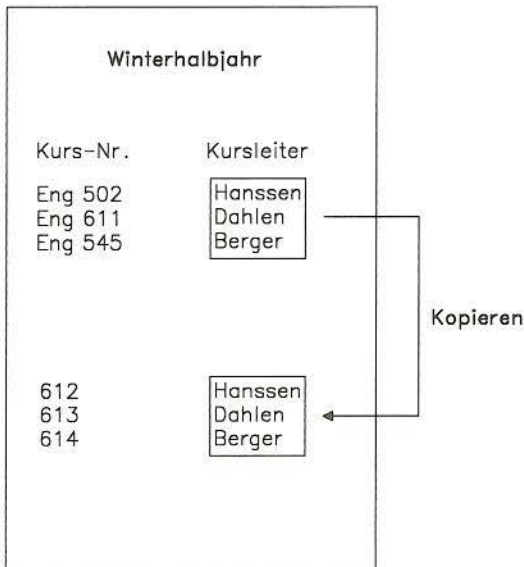 Winterhalbjahr
Kurs-Nr. Kursleiter
Eng 502 Hanssen
Eng 611 Dahlen
Eng 545 Berger
Kopieren
612 Hanssen
613 Dahlen
614 Berger